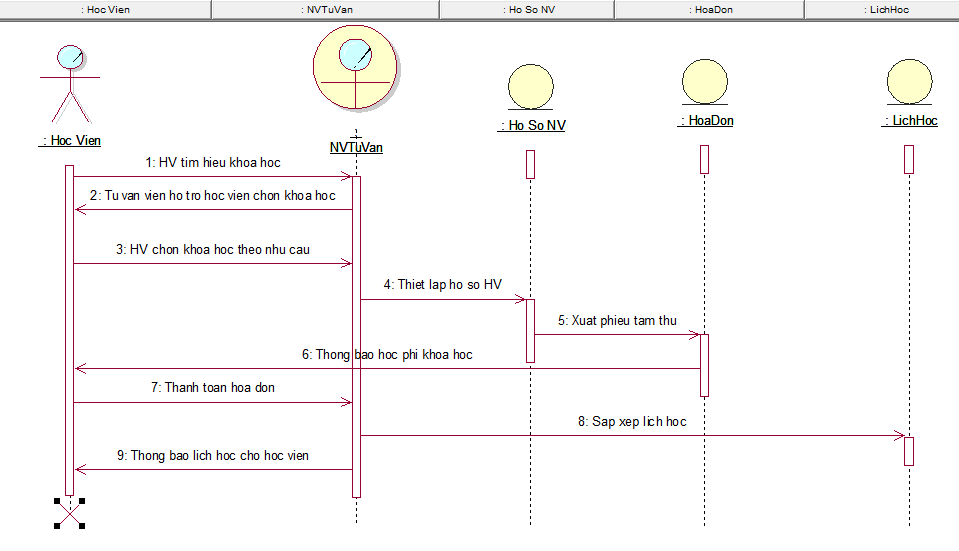 : Hoc Vien
: NVTuVan
: Ho So NV
: HoaDon
: LichHoc
: Hoc Vien
NVTuVan
: Ho So NV
: HoaDon
: LichHoc
1: HV tim hieu khoa hoc
2: Tu van vien ho tro hoc vien chon khoa hoc
3: HV chon khoa hoc theo nhu cau
4: Thiet lap ho so HV
5: Xuat phieu tam thu
6: Thong bao hoc phi khoa hoc
7: Thanh toan hoa don
8: Sap xep lich hoc
9: Thong bao lich hoc cho hoc vien